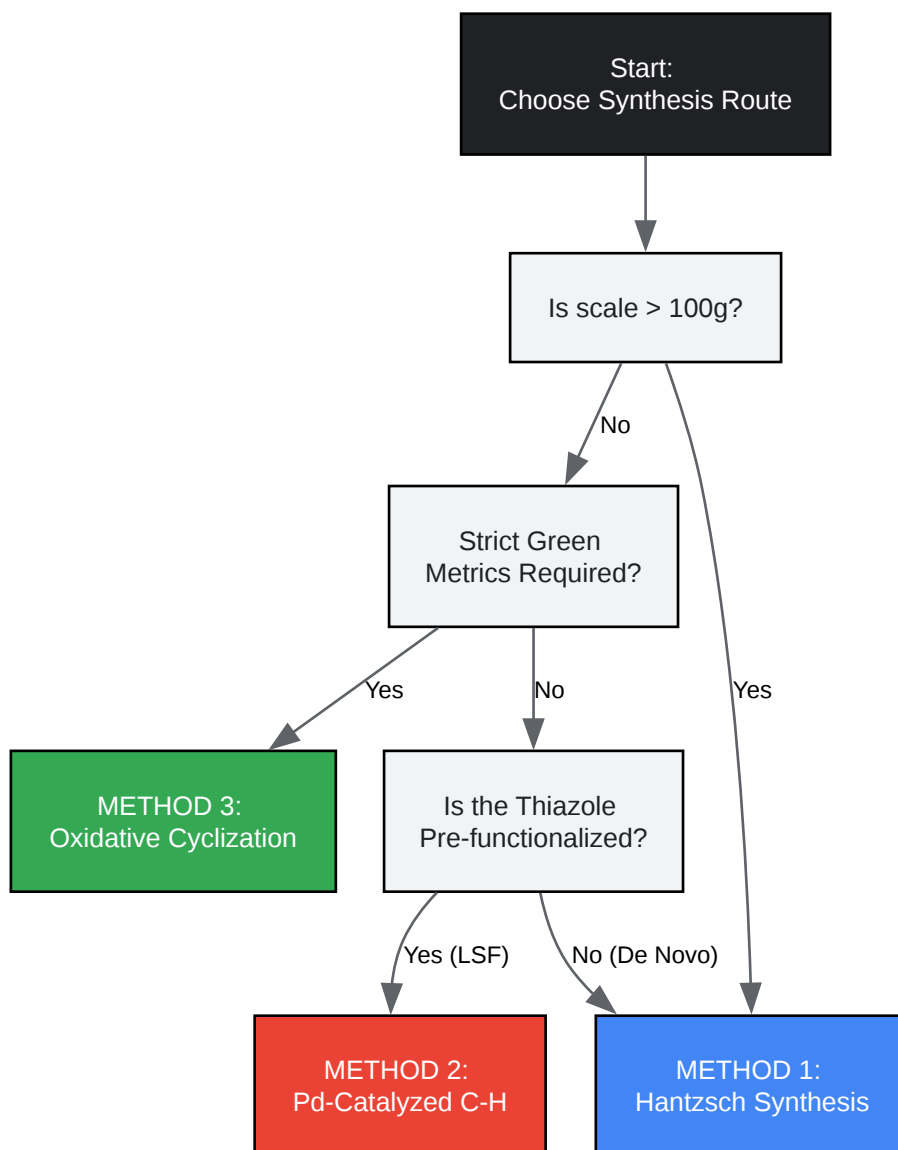 Start:
Choose Synthesis Route
Is scale > 100g?
No
Strict Green
Metrics Required?
Yes
No
Yes
METHOD 3:
Oxidative Cyclization
Is the Thiazole
Pre-functionalized?
Yes (LSF)
No (De Novo)
METHOD 2:
Pd-Catalyzed C-H
METHOD 1:
Hantzsch Synthesis